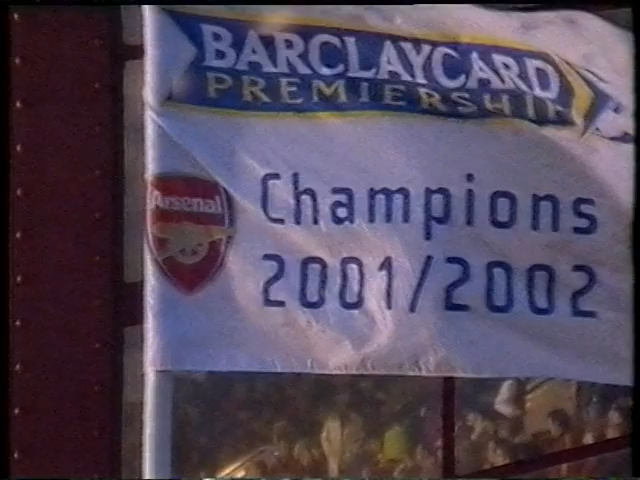 BARCLAYCARD
PREMIERSHIP
Arsenal
Champions
2001/2002